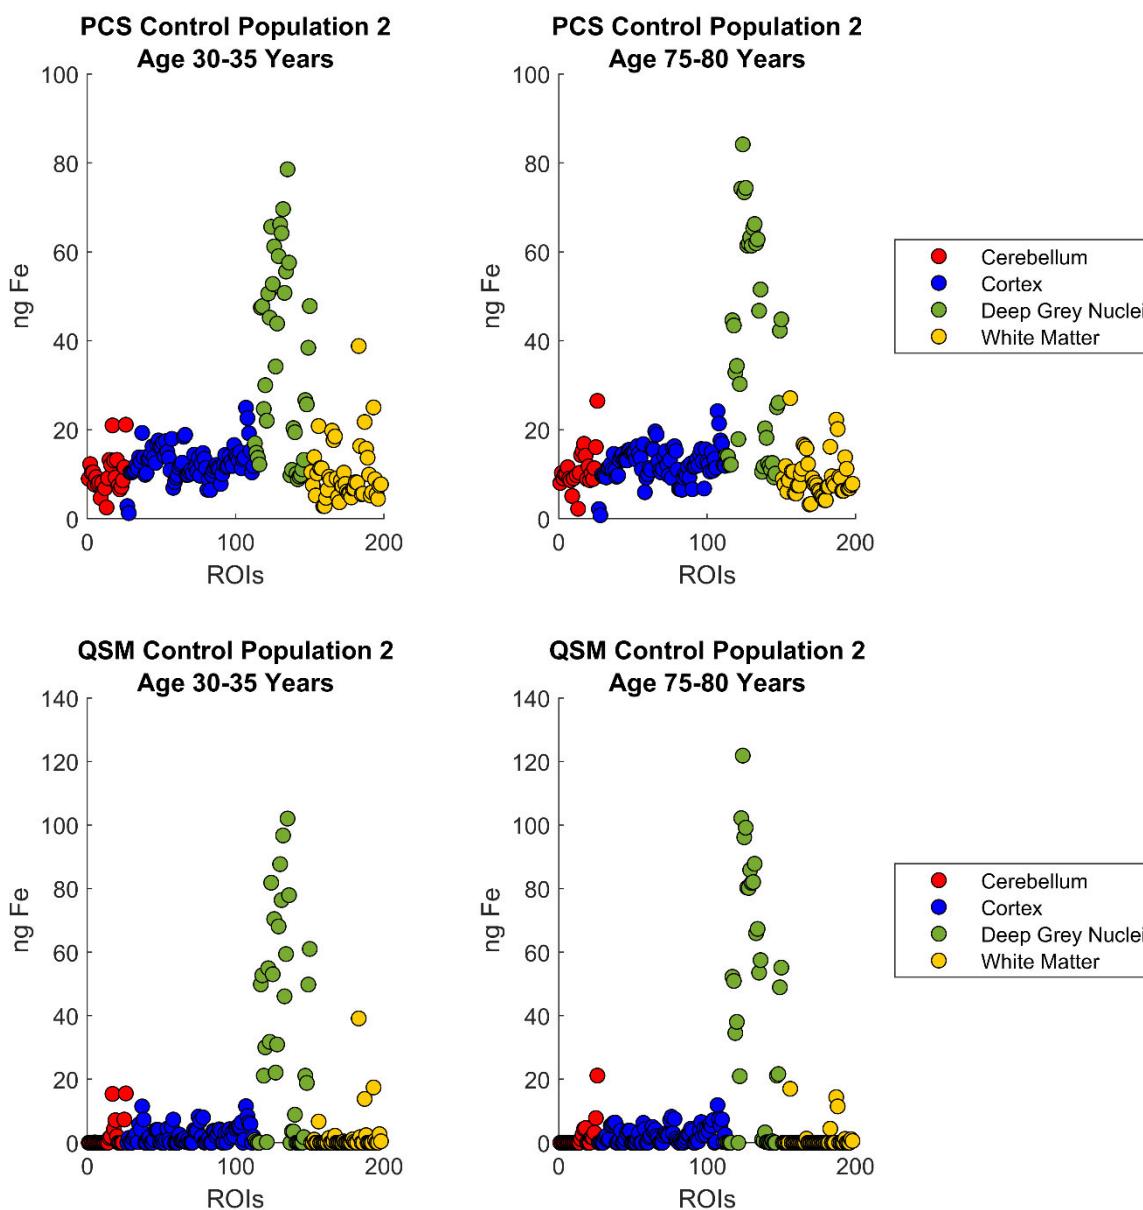 PCS Control Population 2
Age 30-35 Years
100
80
60
40
20
0
ng Fe
0 100 200
ROIs
PCS Control Population 2
Age 75-80 Years
100
80
60
40
20
0
ng Fe
0 100 200
ROIs
Cerebellum
Cortex
Deep Grey Nuclei
White Matter
QSM Control Population 2
Age 30-35 Years
140
120
100
80
60
40
20
0
ng Fe
0 100 200
ROIs
QSM Control Population 2
Age 75-80 Years
140
120
100
80
60
40
20
0
ng Fe
0 100 200
ROIs
Cerebellum
Cortex
Deep Grey Nuclei
White Matter